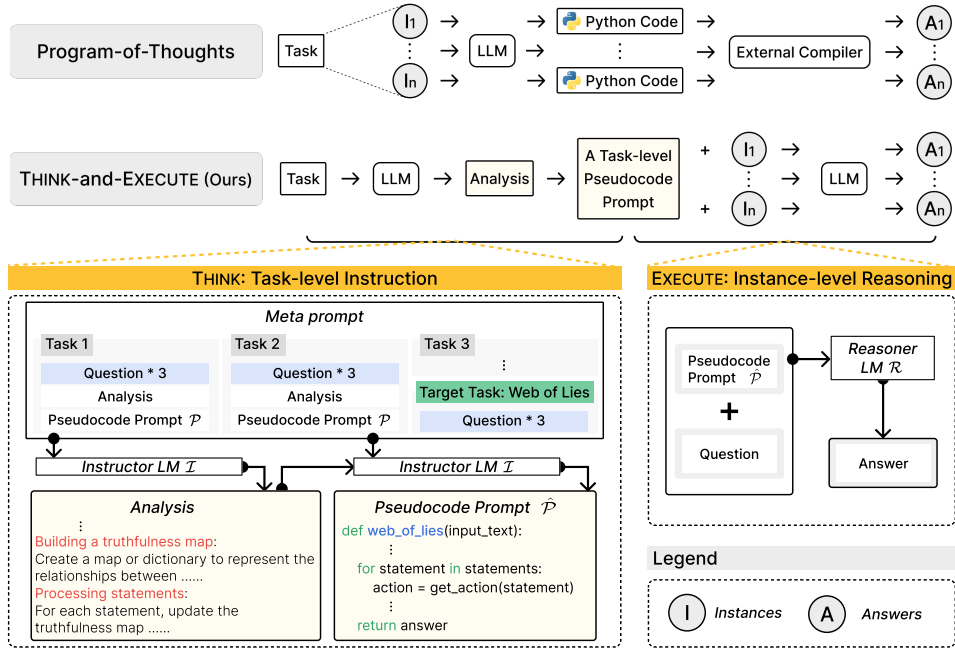 Program-of-Thoughts
Task
I1
⋮
In
LLM
Python Code
⋮
Python Code
External Compiler
A1
⋮
An
THINK-and-EXECUTE (Ours)
Task
LLM
Analysis
A Task-level
Pseudocode
Prompt
+
+
I1
⋮
In
LLM
A1
⋮
An
THINK: Task-level Instruction
Meta prompt
Task 1
Question * 3
Analysis
Pseudocode Prompt 𝒫
Task 2
Question * 3
Analysis
Pseudocode Prompt 𝒫
Task 3
⋮
Target Task: Web of Lies
Question * 3
Instructor LM ℐ
Instructor LM ℐ
Analysis
⋮
Building a truthfulness map:
Create a map or dictionary to represent the
relationships between ......
Processing statements:
For each statement, update the
truthfulness map ......
Pseudocode Prompt 𝒫̂
def web_of_lies(input_text):
⋮
for statement in statements:
action = get_action(statement)
⋮
return answer
EXECUTE: Instance-level Reasoning
Pseudocode
Prompt 𝒫̂
+
Question
Reasoner
LM ℛ
Answer
Legend
I Instances
A Answers